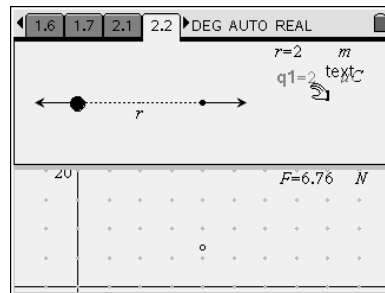 1.6 1.7 2.1 2.2 DEG AUTO REAL
r=2 m
q1=2 text C
r
20
F=6.76 N